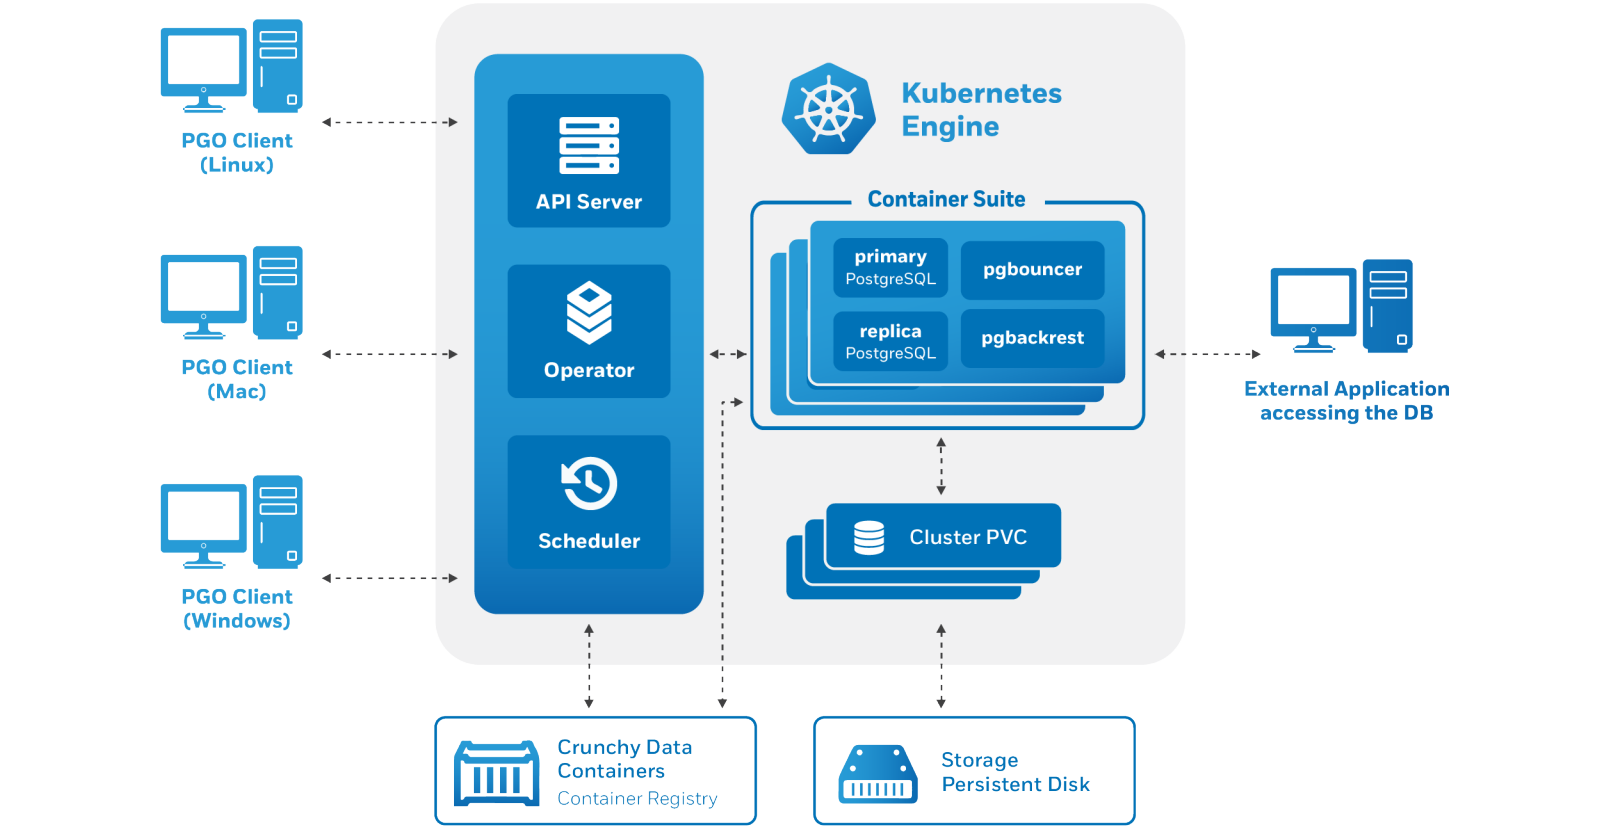 PGO Client
(Linux)
PGO Client
(Mac)
PGO Client
(Windows)
API Server
Operator
Scheduler
Kubernetes
Engine
Container Suite
primary
PostgreSQL
pgbouncer
replica
PostgreSQL
pgbackrest
Cluster PVC
External Application
accessing the DB
Crunchy Data
Containers
Container Registry
Storage
Persistent Disk